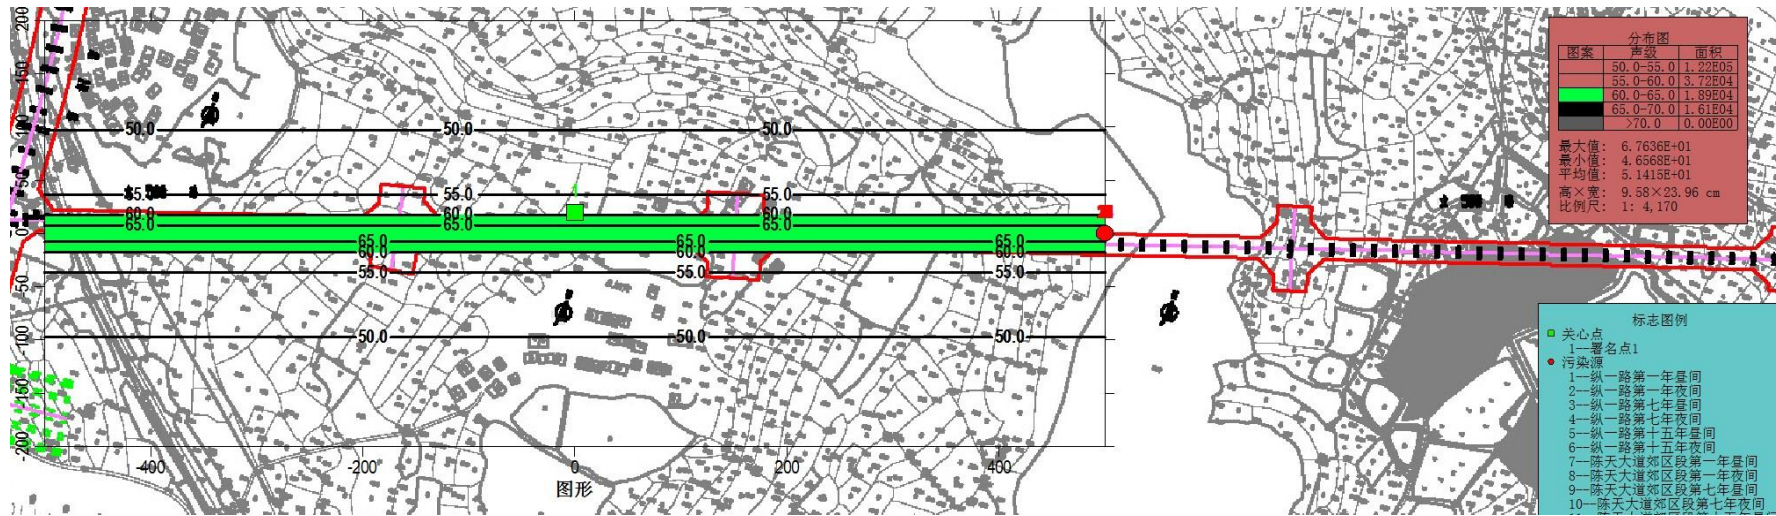 分布图
图案 声级 面积
50.0-55.0 1.22E05
55.0-60.0 3.72E04
60.0-65.0 1.89E04
65.0-70.0 1.61E04
>70.0 0.00E00
最大值: 6.7636E+01
最小值: 4.6568E+01
平均值: 5.1415E+01
高×宽: 9.58×23.96 cm
比例尺: 1: 4,170
200
150
100
50
0
-50
-100
-150
-200
50.0 50.0 50.0
55.0 55.0 55.0
60.0 60.0 60.0
65.0 65.0 65.0
65.0 65.0 65.0
60.0 60.0 60.0
55.0 55.0 55.0
50.0 50.0 50.0
1
-400 -200 0 200 400
图形
标志图例
关心点
1--署名点1
污染源
1--纵一路第一年昼间
2--纵一路第一年夜间
3--纵一路第七年昼间
4--纵一路第七年夜间
5--纵一路第十五年昼间
6--纵一路第十五年夜间
7--陈天大道郊区段第一年昼间
8--陈天大道郊区段第一年夜间
9--陈天大道郊区段第七年昼间
10--陈天大道郊区段第七年夜间